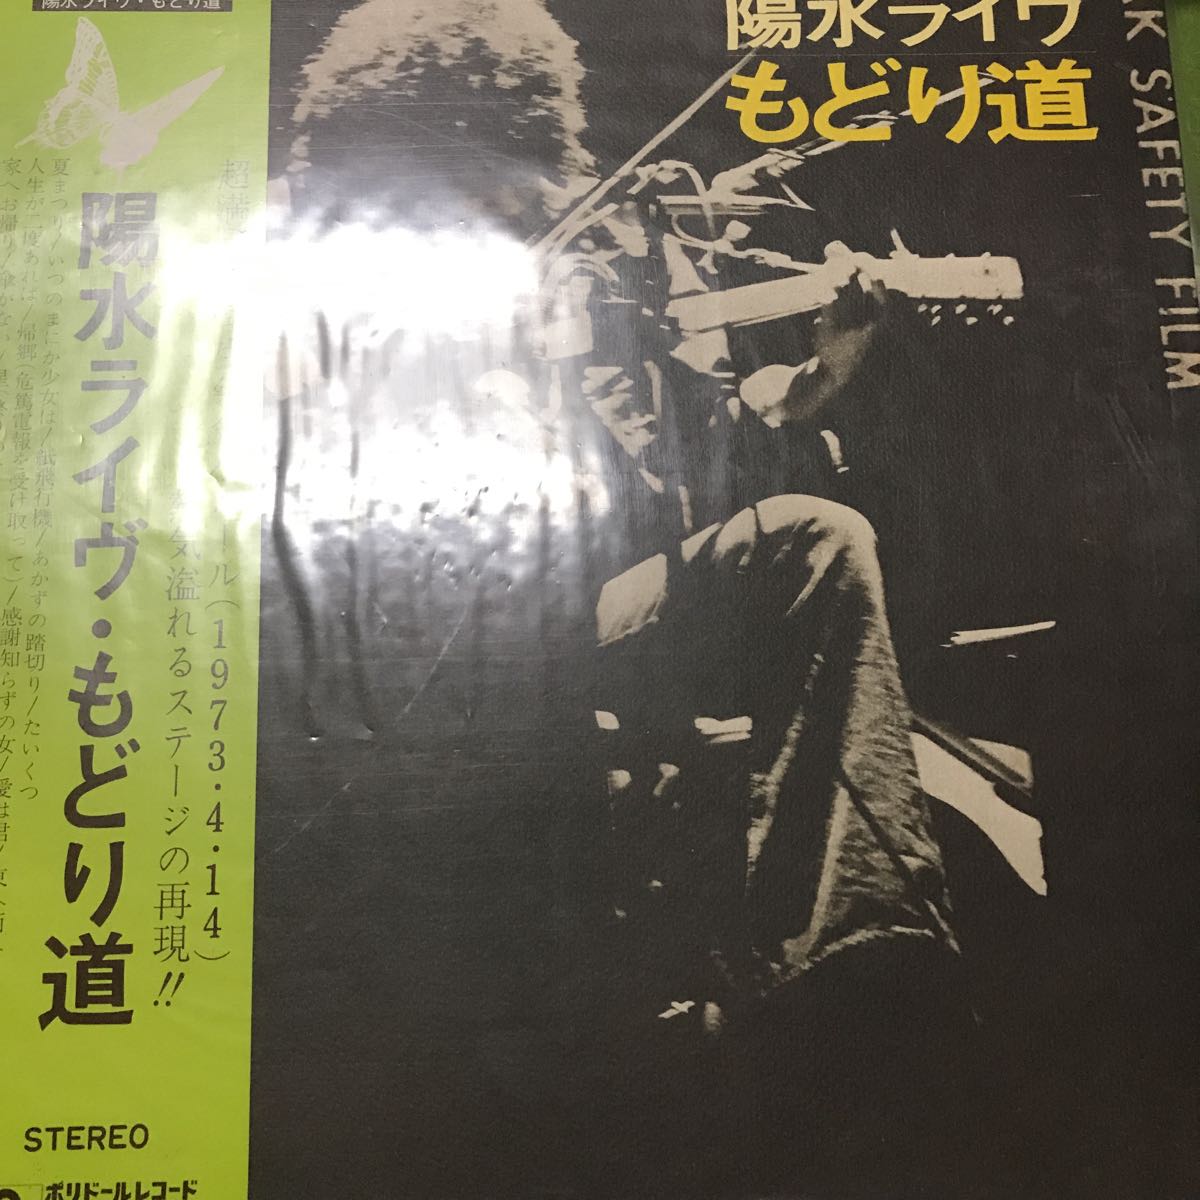 陽水ライヴ・もどり道
陽水ライヴ
もどり道
AK SAFETY FILM
超満
ール(1973・4・14)
熱気溢れるステージの再現!!
陽水ライヴ・もどり道
夏まつり/いつのまにか少女は/紙飛行機/あかずの踏切り/たいくつ
人生が二度あれば/帰郷(危篤電報を受け取って)/感謝知らずの女/愛は君/
家へお帰り/傘がない/
STEREO
ポリドールレコード